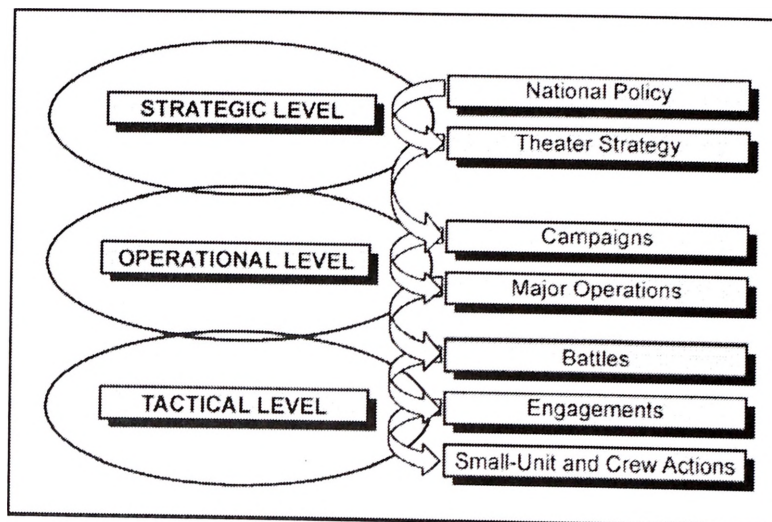 STRATEGIC LEVEL
National Policy
Theater Strategy
OPERATIONAL LEVEL
Campaigns
Major Operations
TACTICAL LEVEL
Battles
Engagements
Small-Unit and Crew Actions